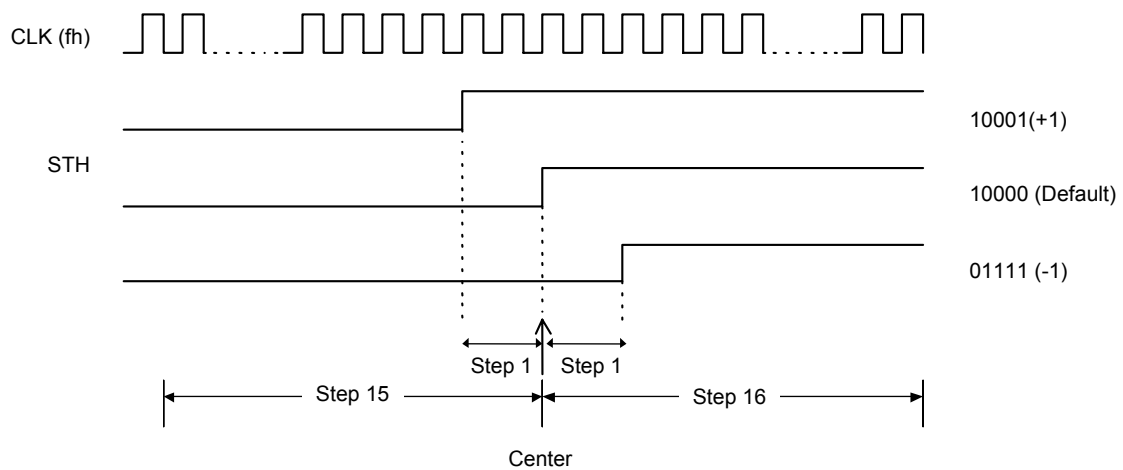 CLK (fh)
10001(+1)
STH
10000 (Default)
01111 (-1)
Step 1 Step 1
Step 15 Step 16
Center